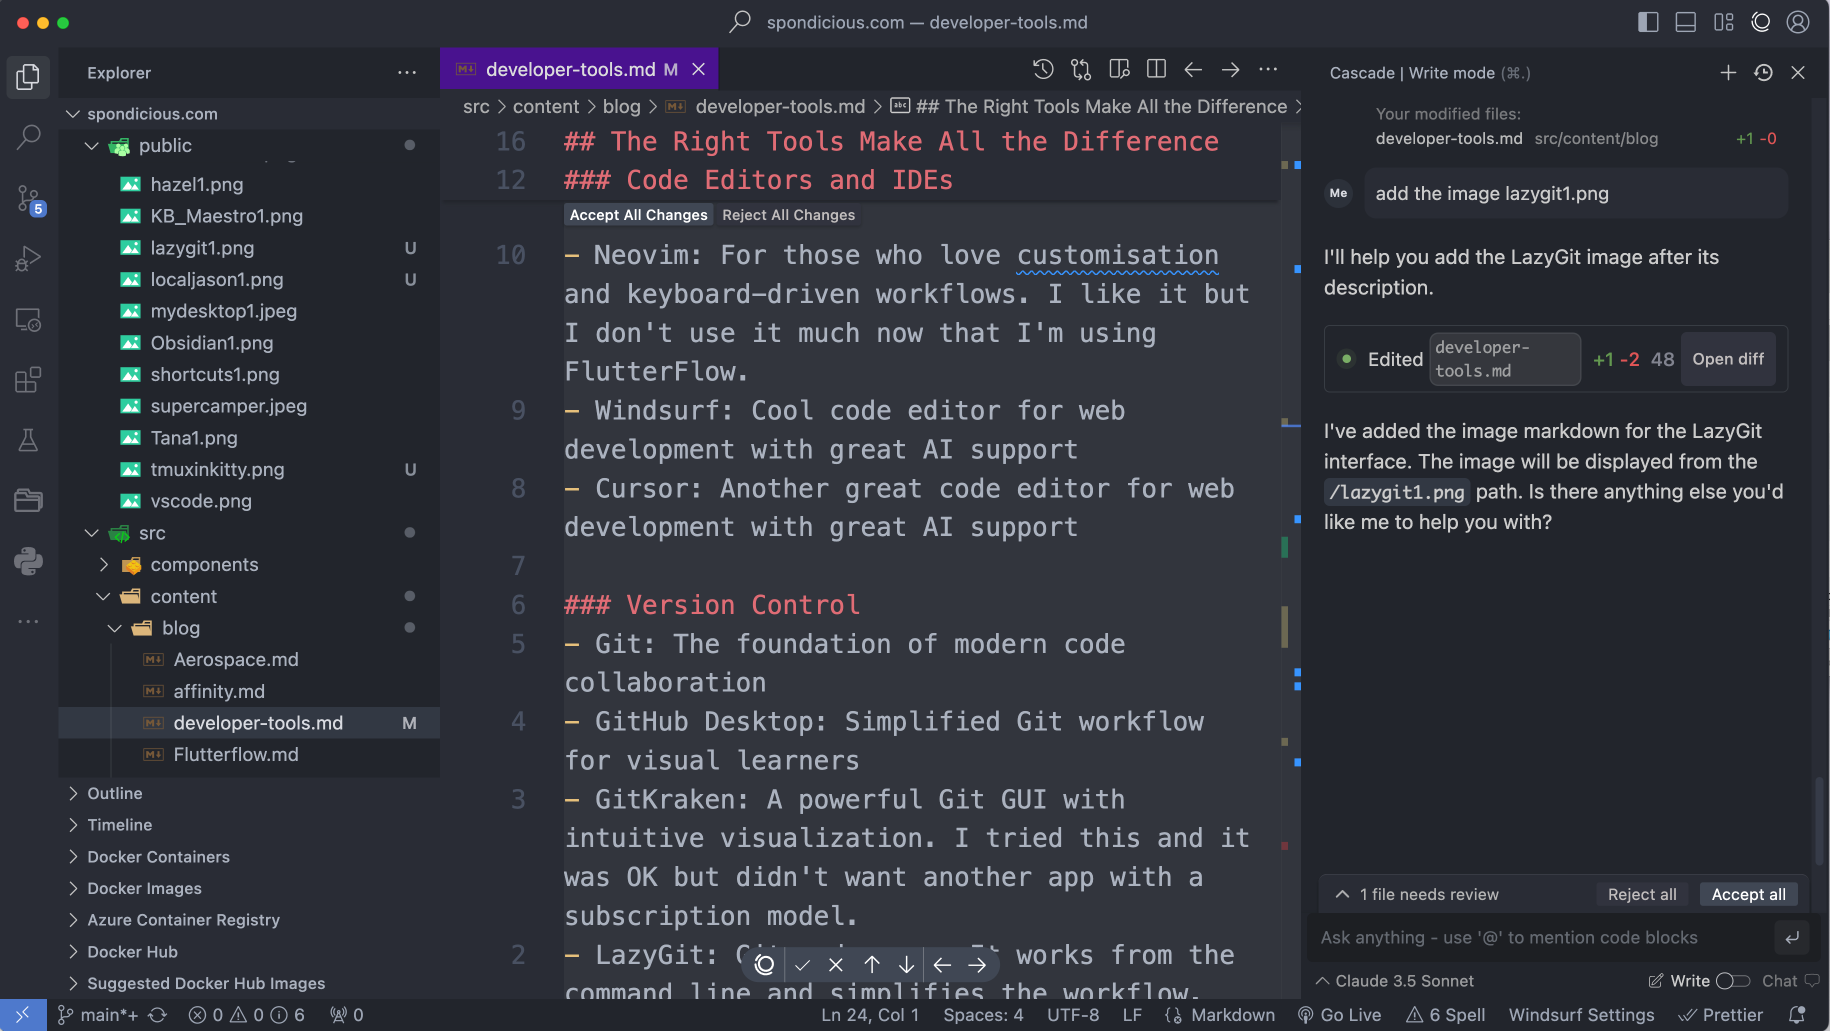 spondicious.com — developer-tools.md
Explorer
spondicious.com
public
hazel1.png
KB_Maestro1.png
lazygit1.png U
localjason1.png U
mydesktop1.jpeg
Obsidian1.png
shortcuts1.png
supercamper.jpeg
Tana1.png
tmuxinkitty.png U
vscode.png
src
components
content
blog
Aerospace.md
affinity.md
developer-tools.md M
Flutterflow.md
Outline
Timeline
Docker Containers
Docker Images
Azure Container Registry
Docker Hub
Suggested Docker Hub Images
5
developer-tools.md M
src > content > blog > developer-tools.md > abc ## The Right Tools Make All the Difference
16 ## The Right Tools Make All the Difference
12 ### Code Editors and IDEs
Accept All Changes Reject All Changes
10 – Neovim: For those who love customisation
and keyboard-driven workflows. I like it but
I don't use it much now that I'm using
FlutterFlow.
9 – Windsurf: Cool code editor for web
development with great AI support
8 – Cursor: Another great code editor for web
development with great AI support
7
6 ### Version Control
5 – Git: The foundation of modern code
collaboration
4 – GitHub Desktop: Simplified Git workflow
for visual learners
3 – GitKraken: A powerful Git GUI with
intuitive visualization. I tried this and it
was OK but didn't want another app with a
subscription model.
2 – LazyGit: works from the
command line and simplifies the workflow.
Cascade | Write mode (⌘.)
Your modified files:
developer-tools.md src/content/blog +1 -0
Me add the image lazygit1.png
I'll help you add the LazyGit image after its
description.
Edited developer-
tools.md +1 -2 48 Open diff
I've added the image markdown for the LazyGit
interface. The image will be displayed from the
/lazygit1.png path. Is there anything else you'd
like me to help you with?
1 file needs review Reject all Accept all
Ask anything - use '@' to mention code blocks
Claude 3.5 Sonnet Write Chat
main*+ 0 0 6 0 Ln 24, Col 1 Spaces: 4 UTF-8 LF Markdown Go Live 6 Spell Windsurf Settings Prettier